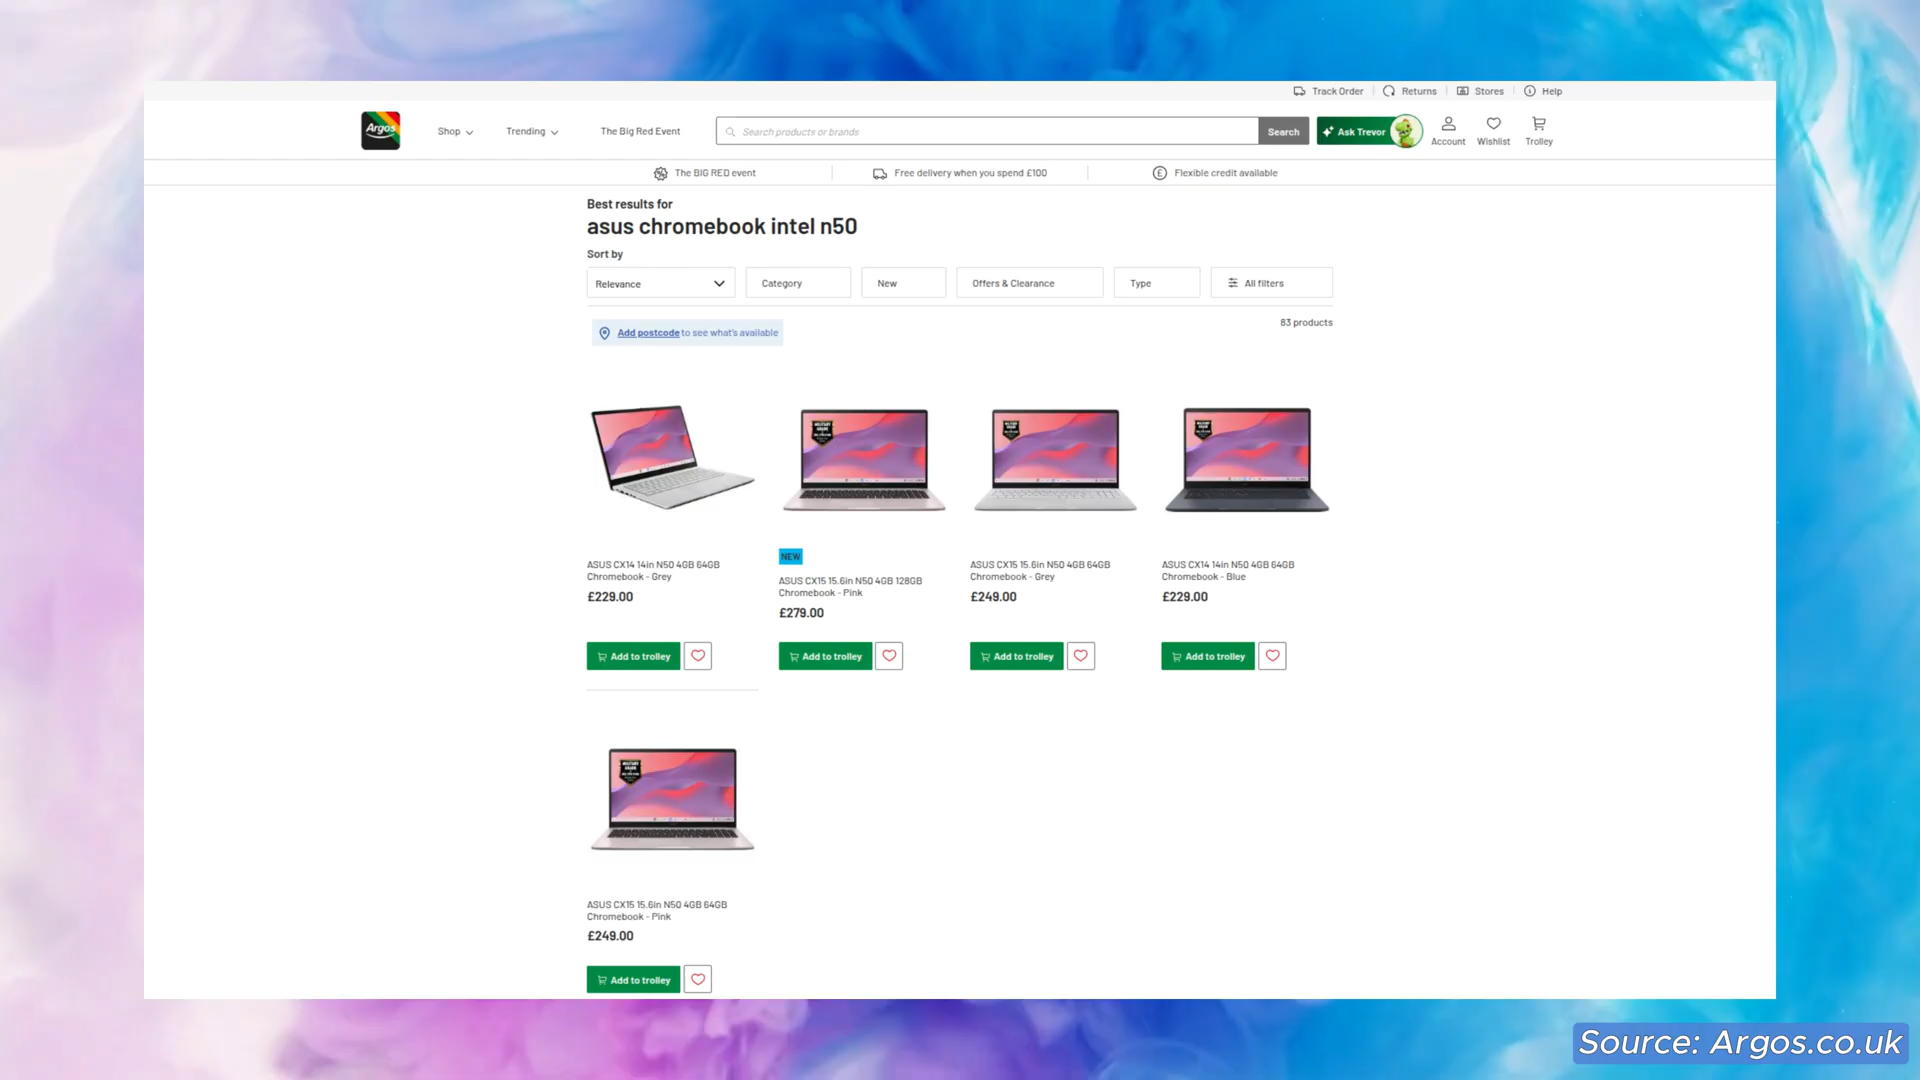 Track Order
Returns
Stores
Help
Argos
Shop
Trending
The Big Red Event
Search products or brands
Search
Ask Trevor
Account
Wishlist
Trolley
The BIG RED event
Free delivery when you spend £100
Flexible credit available
Best results for
asus chromebook intel n50
Sort by
Relevance
Category
New
Offers & Clearance
Type
All filters
Add postcode to see what's available
83 products
ASUS CX14 14in N50 4GB 64GB
Chromebook - Grey
£229.00
Add to trolley
NEW
ASUS CX15 15.6in N50 4GB 128GB
Chromebook - Pink
£279.00
Add to trolley
ASUS CX15 15.6in N50 4GB 64GB
Chromebook - Grey
£249.00
Add to trolley
ASUS CX14 14in N50 4GB 64GB
Chromebook - Blue
£229.00
Add to trolley
ASUS CX15 15.6in N50 4GB 64GB
Chromebook - Pink
£249.00
Add to trolley
Source: Argos.co.uk